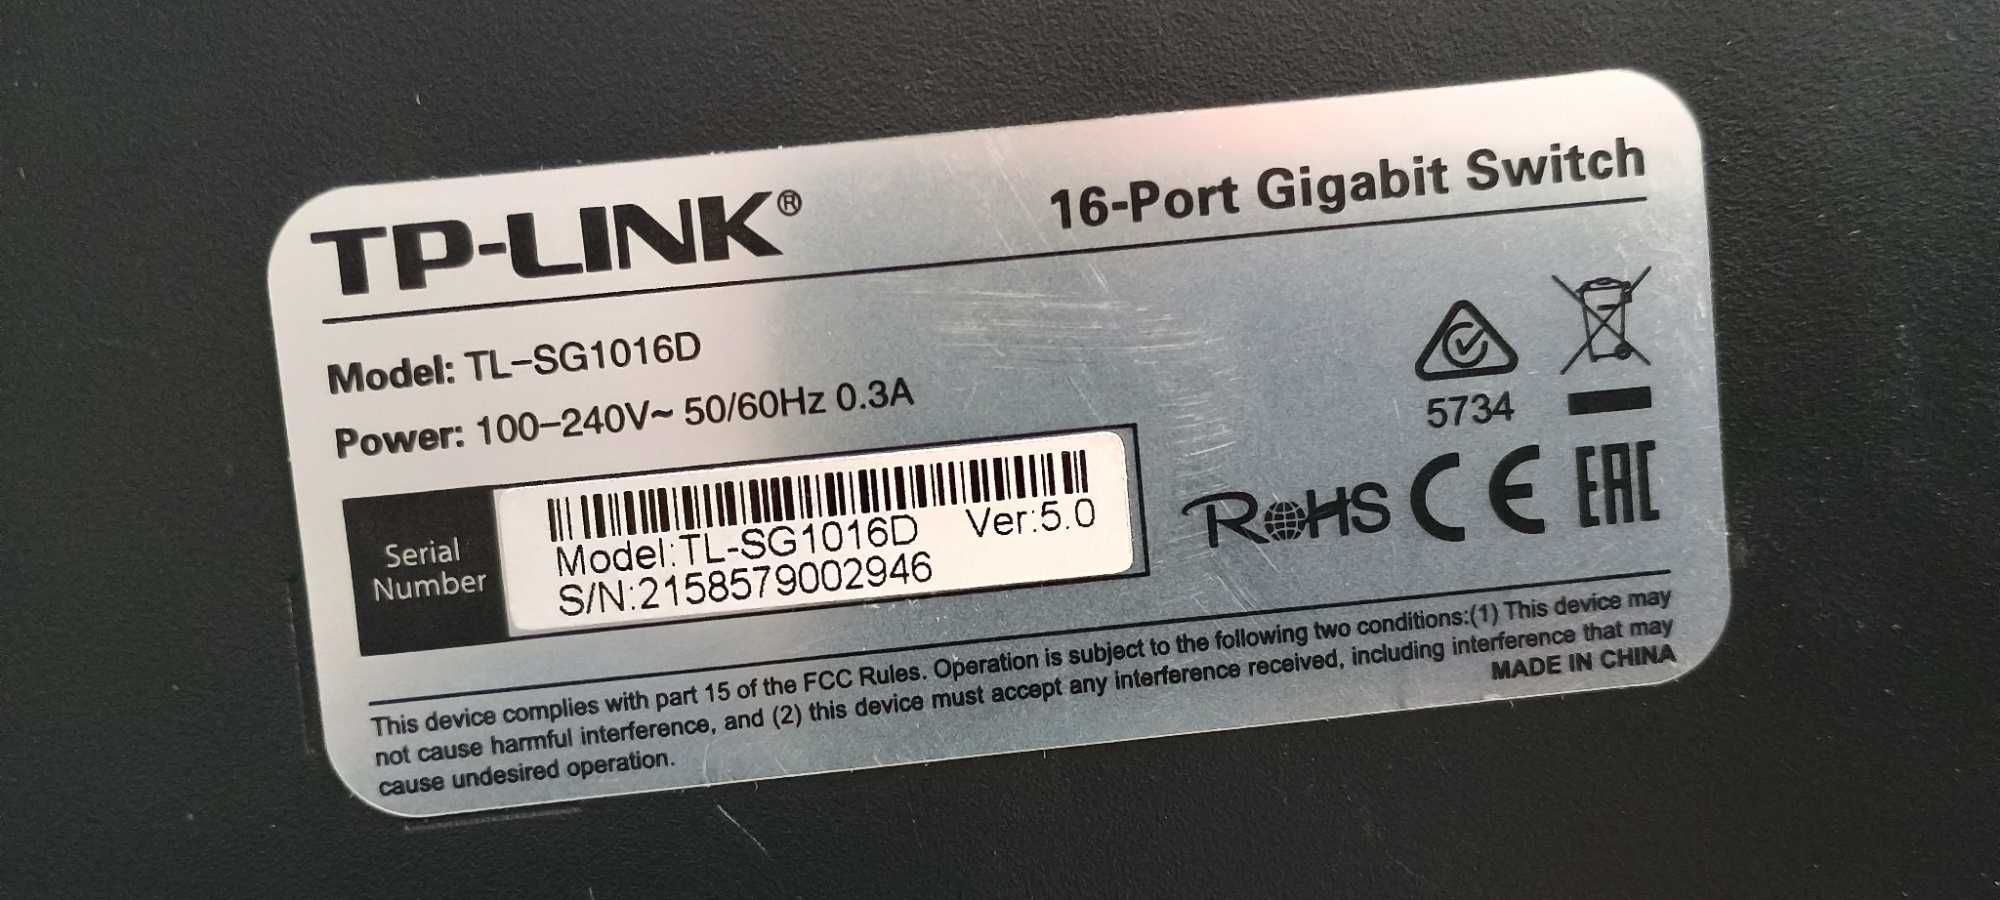 TP-LINK®
16-Port Gigabit Switch
Model: TL-SG1016D
Power: 100-240V~ 50/60Hz 0.3A
5734
Serial
Number
Model:TL-SG1016D Ver:5.0
S/N:2158579002946
RoHS CE EAC
This device complies with part 15 of the FCC Rules. Operation is subject to the following two conditions:(1) This device may
not cause harmful interference, and (2) this device must accept any interference received, including interference that may
cause undesired operation.
MADE IN CHINA